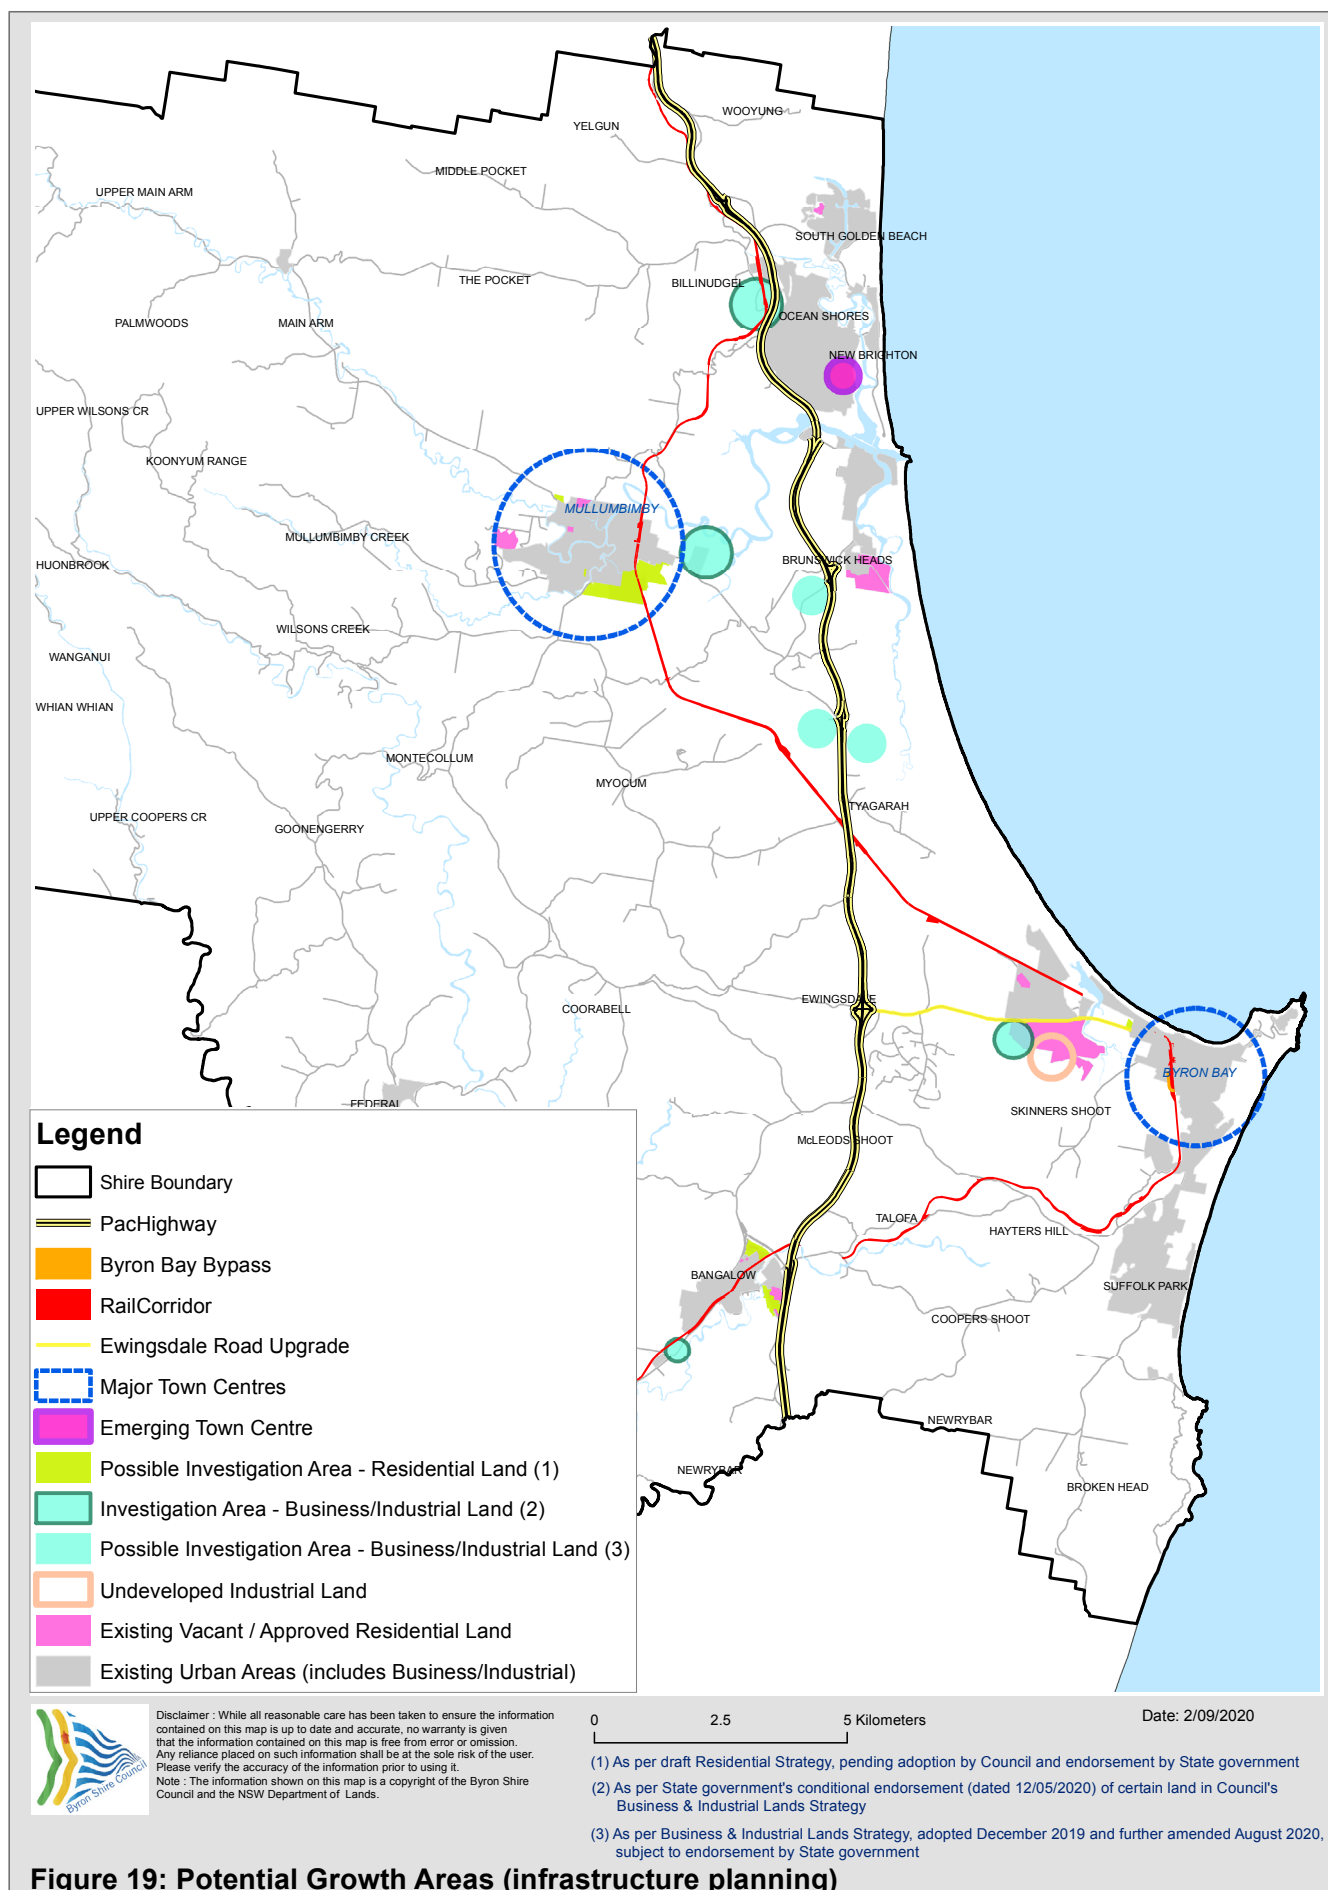 WOOYUNG
YELGUN
MIDDLE POCKET
UPPER MAIN ARM
SOUTH GOLDEN BEACH
THE POCKET
BILLINUDGEL
OCEAN SHORES
PALMWOODS
MAIN ARM
NEW BRIGHTON
UPPER WILSONS CR
KOONYUM RANGE
MULLUMBIMBY
MULLUMBIMBY CREEK
BRUNSWICK HEADS
HUONBROOK
WILSONS CREEK
WANGANUI
WHIAN WHIAN
MONTECOLLUM
MYOCUM
TYAGARAH
UPPER COOPERS CR
GOONENGERRY
EWINGSDALE
COORABELL
BYRON BAY
FEDERAL
SKINNERS SHOOT
McLEODS SHOOT
TALOFA
HAYTERS HILL
BANGALOW
SUFFOLK PARK
COOPERS SHOOT
NEWRYBAR
NEWRYBAR
BROKEN HEAD
Legend
Shire Boundary
PacHighway
Byron Bay Bypass
RailCorridor
Ewingsdale Road Upgrade
Major Town Centres
Emerging Town Centre
Possible Investigation Area - Residential Land (1)
Investigation Area - Business/Industrial Land (2)
Possible Investigation Area - Business/Industrial Land (3)
Undeveloped Industrial Land
Existing Vacant / Approved Residential Land
Existing Urban Areas (includes Business/Industrial)
Byron Shire Council
Disclaimer : While all reasonable care has been taken to ensure the information
contained on this map is up to date and accurate, no warranty is given
that the information contained on this map is free from error or omission.
Any reliance placed on such information shall be at the sole risk of the user.
Please verify the accuracy of the information prior to using it.
Note : The information shown on this map is a copyright of the Byron Shire
Council and the NSW Department of Lands.
0 2.5 5 Kilometers
Date: 2/09/2020
(1) As per draft Residential Strategy, pending adoption by Council and endorsement by State government
(2) As per State government's conditional endorsement (dated 12/05/2020) of certain land in Council's
Business & Industrial Lands Strategy
(3) As per Business & Industrial Lands Strategy, adopted December 2019 and further amended August 2020,
subject to endorsement by State government
Figure 19: Potential Growth Areas (infrastructure planning)